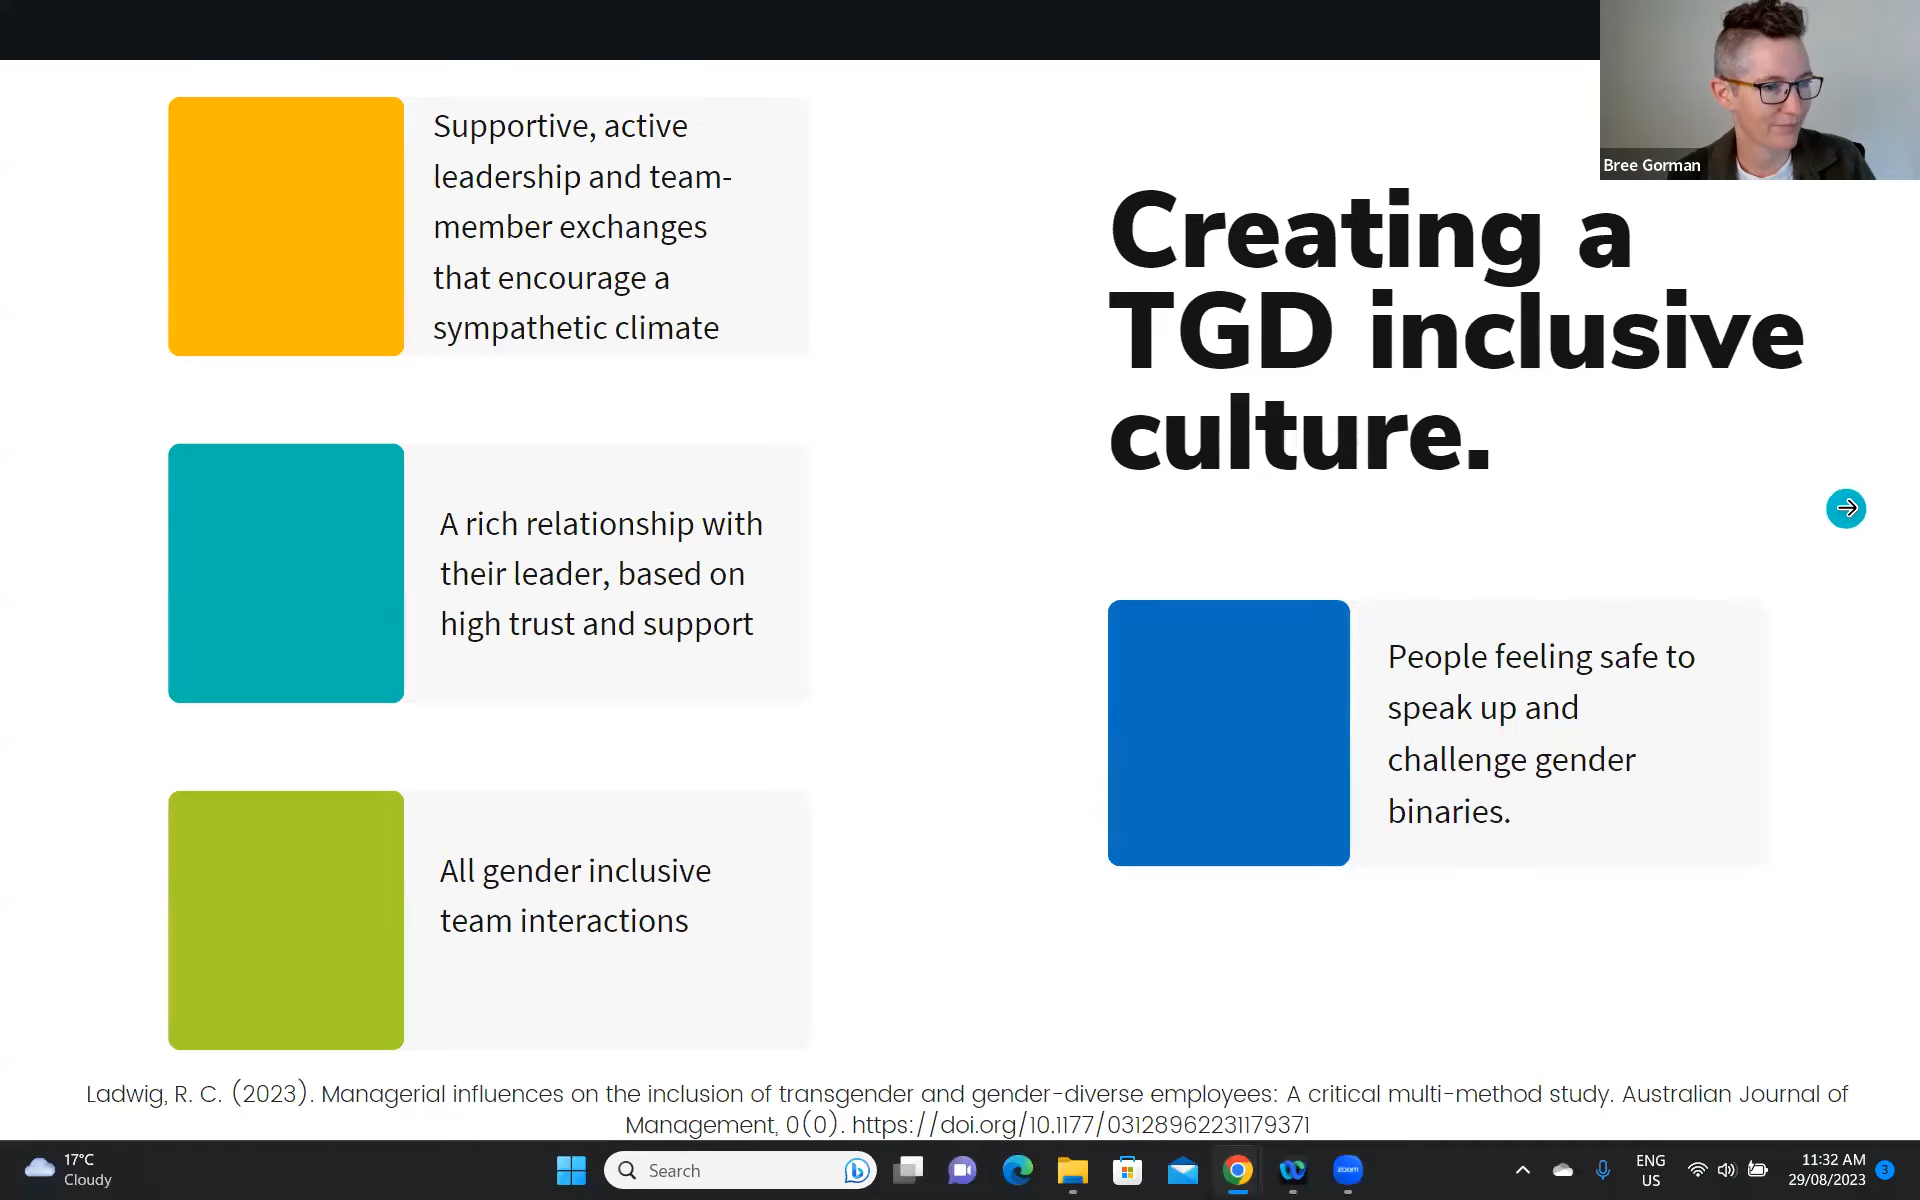 Bree Gorman
Supportive, active
leadership and team-
member exchanges
that encourage a
sympathetic climate
A rich relationship with
their leader, based on
high trust and support
All gender inclusive
team interactions
Creating a
TGD inclusive
culture.
People feeling safe to
speak up and
challenge gender
binaries.
Ladwig, R. C. (2023). Managerial influences on the inclusion of transgender and gender-diverse employees: A critical multi-method study. Australian Journal of
Management, 0(0). https://doi.org/10.1177/03128962231179371
17°C
Cloudy
Search
zoom
ENG
US
11:32 AM
29/08/2023
3